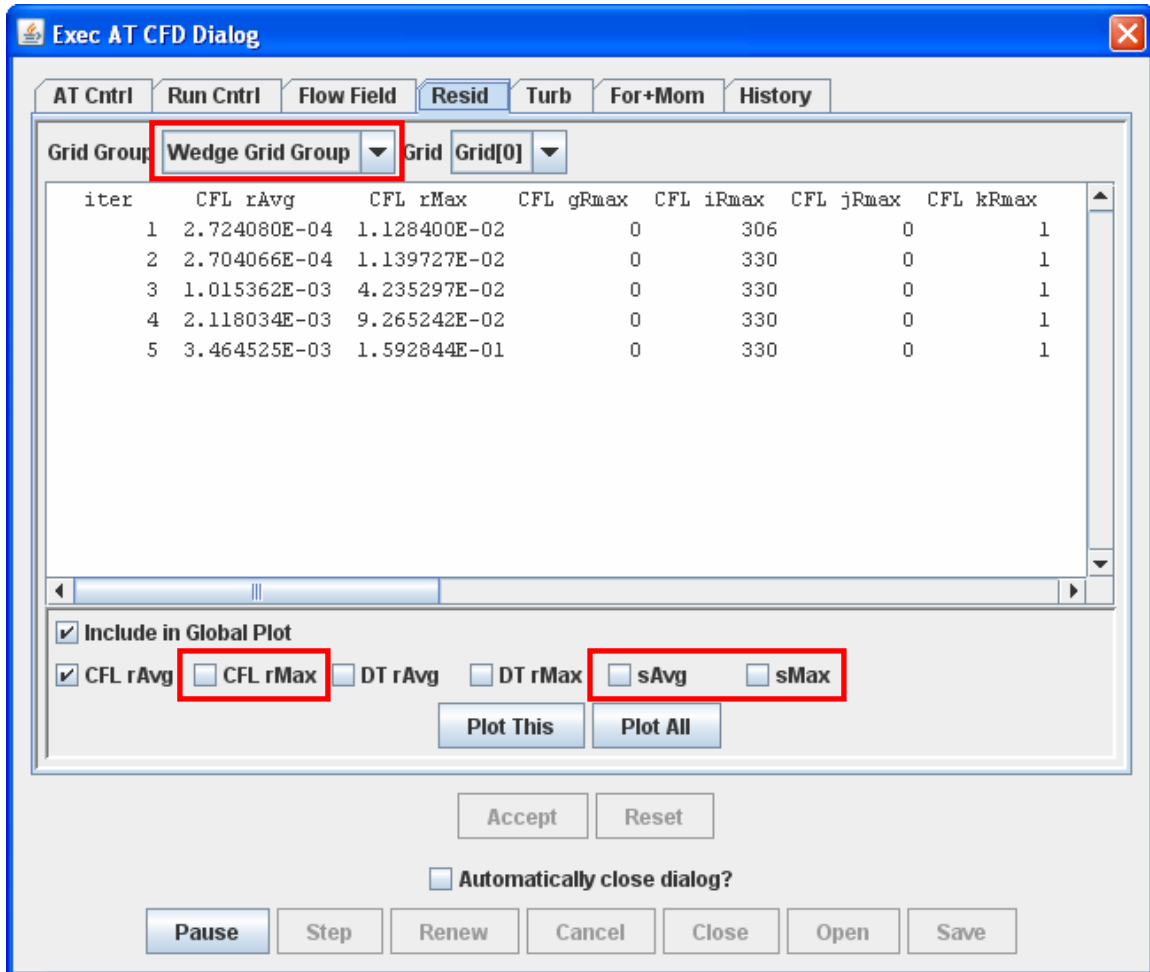 Exec AT CFD Dialog
AT Cntrl Run Cntrl Flow Field Resid Turb For+Mom History
Grid Group Wedge Grid Group Grid Grid[0]
iter CFL rAvg CFL rMax CFL gRmax CFL iRmax CFL jRmax CFL kRmax
1 2.724080E-04 1.128400E-02 0 306 0 1
2 2.704066E-04 1.139727E-02 0 330 0 1
3 1.015362E-03 4.235297E-02 0 330 0 1
4 2.118034E-03 9.265242E-02 0 330 0 1
5 3.464525E-03 1.592844E-01 0 330 0 1
Include in Global Plot
CFL rAvg CFL rMax DT rAvg DT rMax sAvg sMax
Plot This Plot All
Accept Reset
Automatically close dialog?
Pause Step Renew Cancel Close Open Save